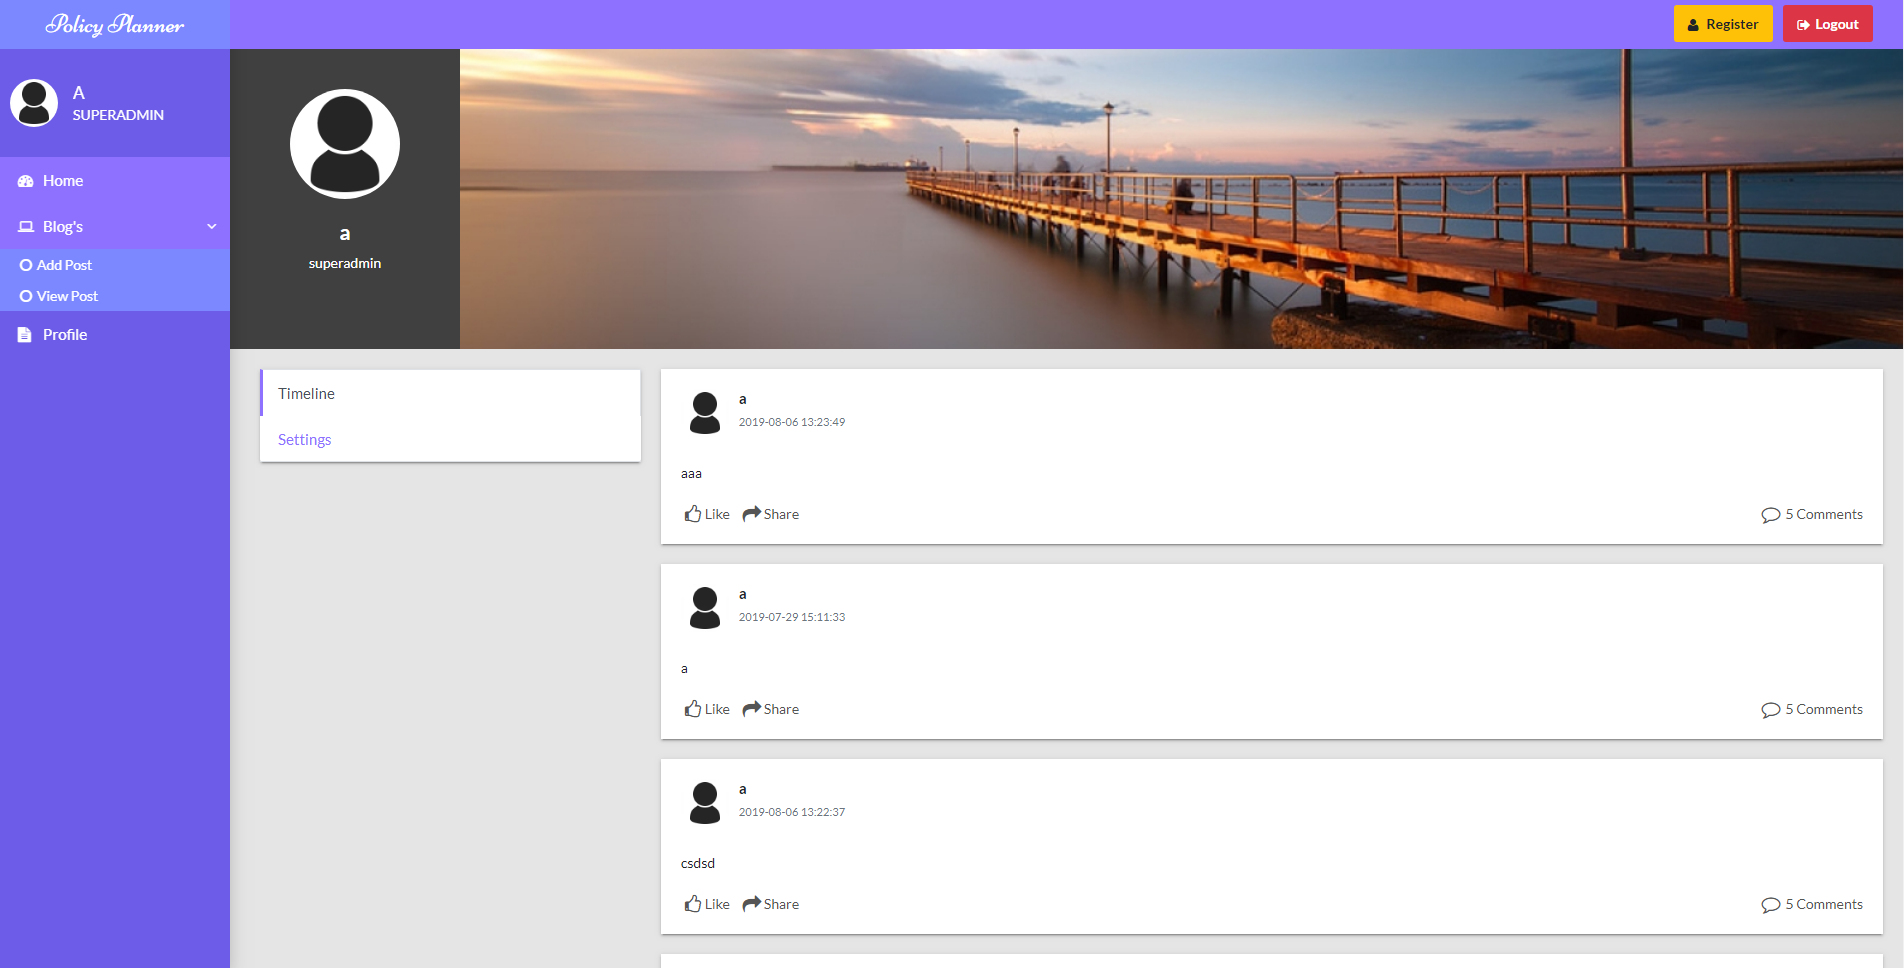 Policy Planner
Register
Logout
A
SUPERADMIN
Home
Blog's
Add Post
View Post
Profile
a
superadmin
Timeline
Settings
a
2019-08-06 13:23:49
aaa
Like Share 5 Comments
a
2019-07-29 15:11:33
a
Like Share 5 Comments
a
2019-08-06 13:22:37
csdsd
Like Share 5 Comments